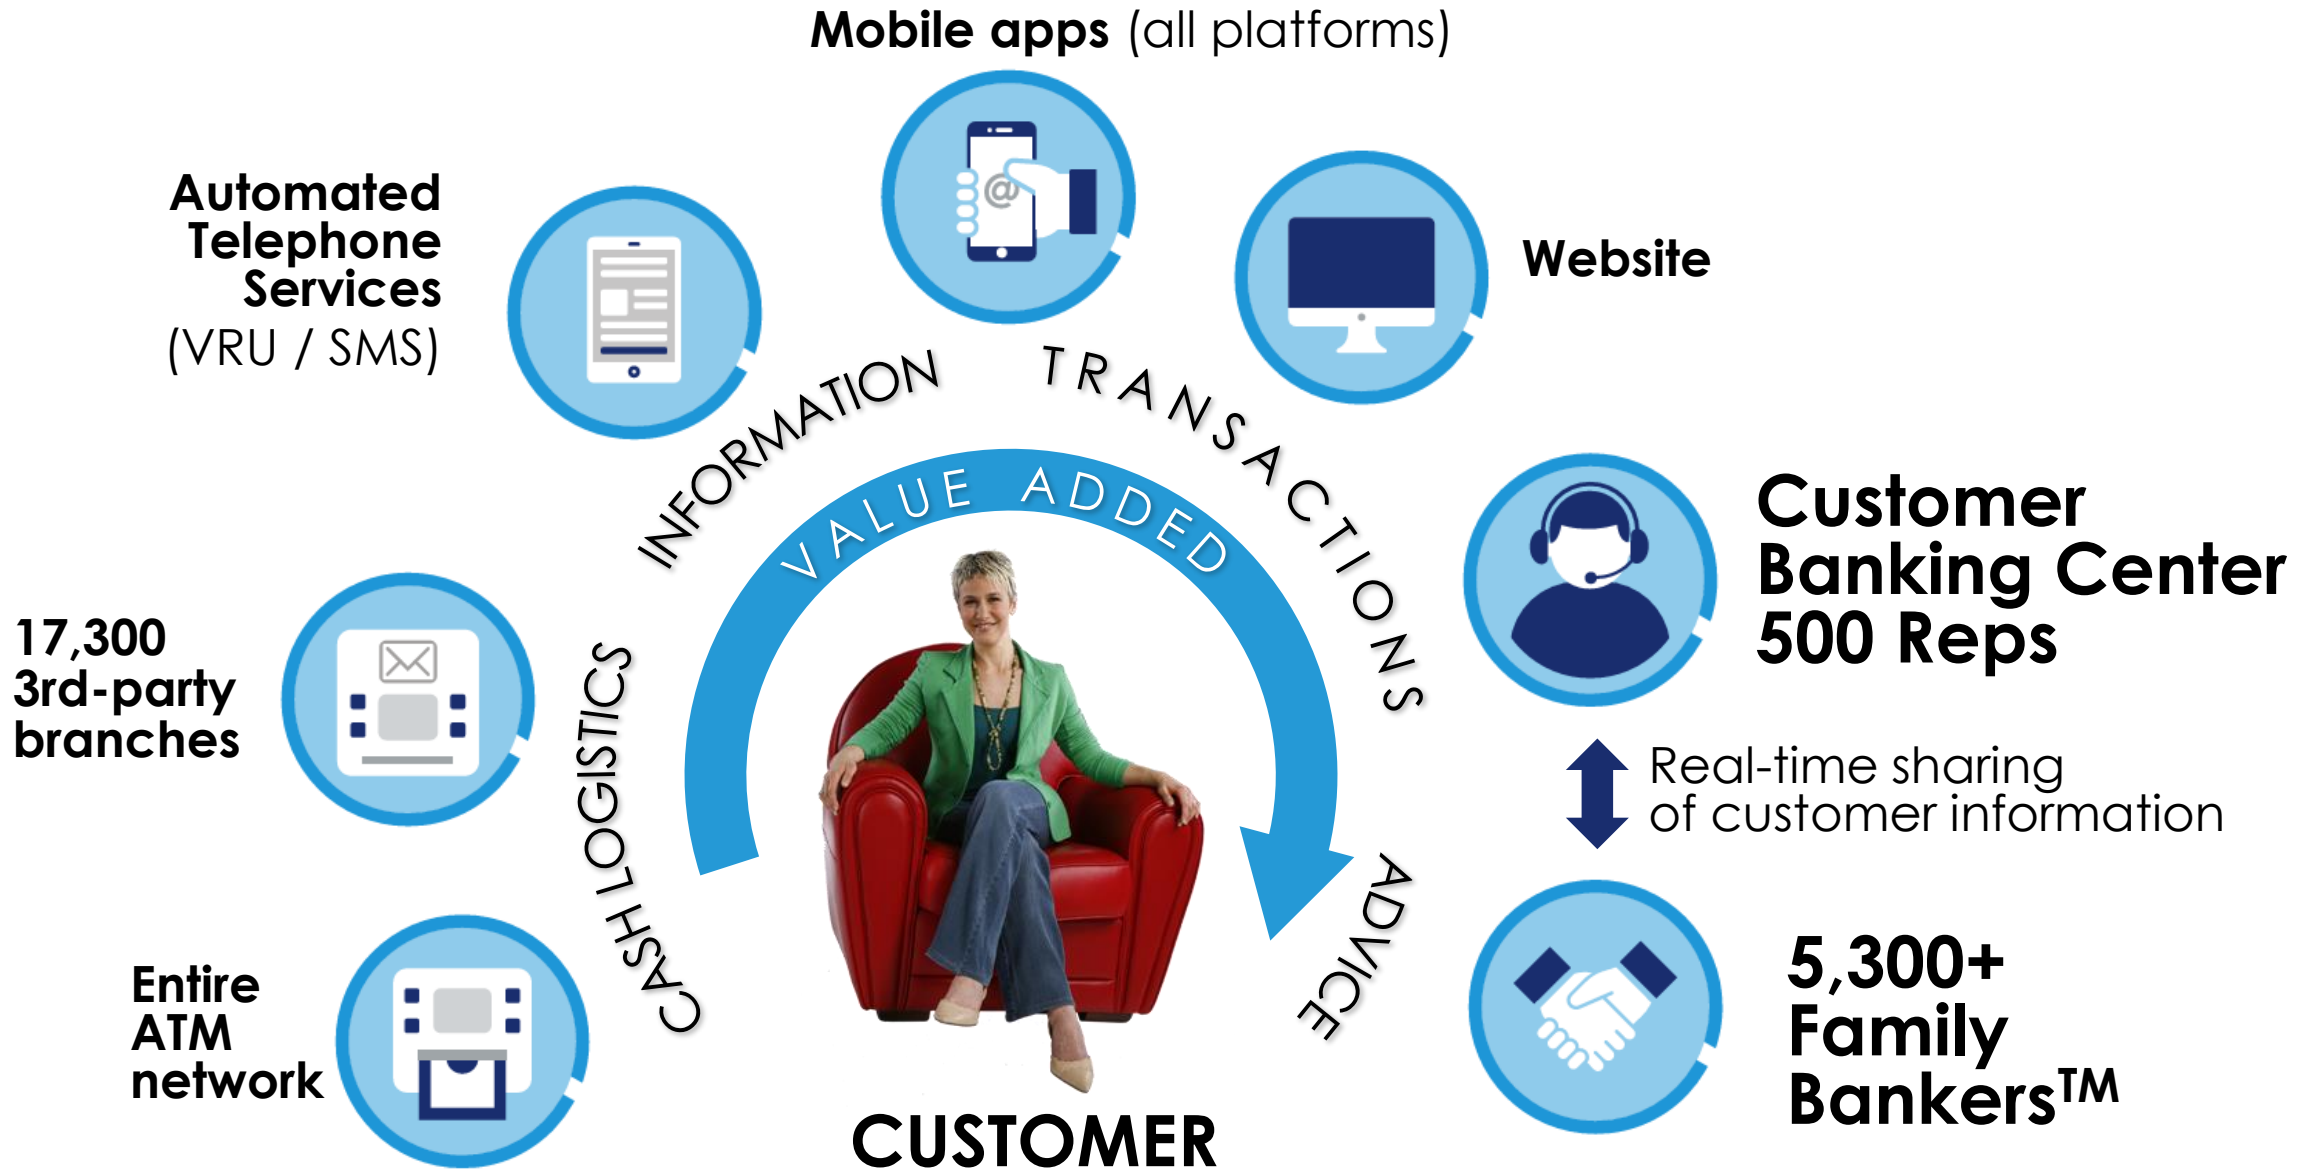 Mobile apps (all platforms)
Automated
Telephone
Services
(VRU / SMS)
Website
INFORMATION
TRANSACTIONS
VALUE ADDED
Customer
Banking Center
500 Reps
17,300
3rd-party
branches
CASH LOGISTICS
Real-time sharing
of customer information
ADVICE
Entire
ATM
network
5,300+
Family
Bankers™
CUSTOMER
@